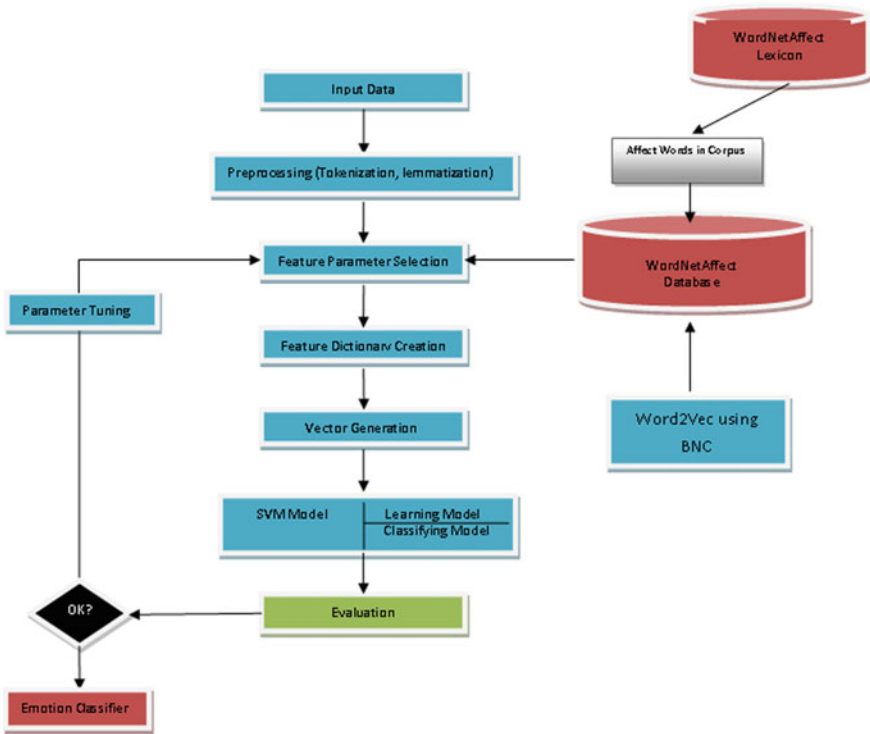 WordNetAffect
Lexicon
Input Data
Affect Words in Corpus
Preprocessing (Tokenization, lemmatization)
Feature Parameter Selection
WordNetAffect
Database
Parameter Tuning
Feature Dictionary Creation
Vector Generation
Word2Vec using
BNC
SVM Model
Learning Model
Classifying Model
OK?
Evaluation
Emotion Classifier